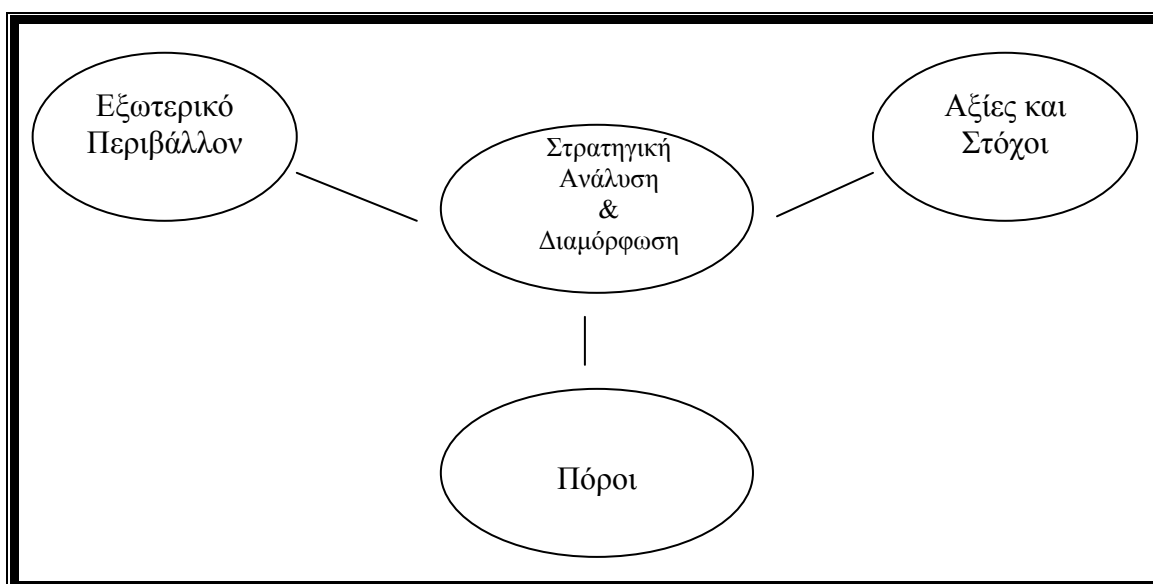 Εξωτερικό
Περιβάλλον
Στρατηγική
Ανάλυση
&
Διαμόρφωση
Αξίες και
Στόχοι
Πόροι